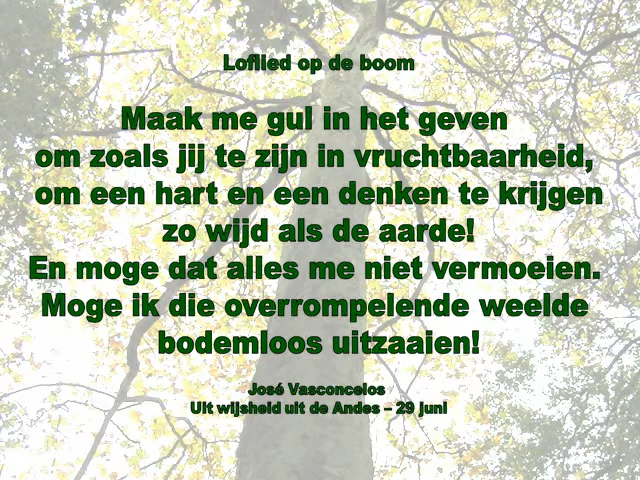 Loflied op de boom
Maak me gul in het geven
om zoals jij te zijn in vruchtbaarheid,
om een hart en een denken te krijgen
zo wijd als de aarde!
En moge dat alles me niet vermoeien.
Moge ik die overrompelende weelde
bodemloos uitzaaien!
José Vasconcelos
Uit wijsheid uit de Andes – 29 juni